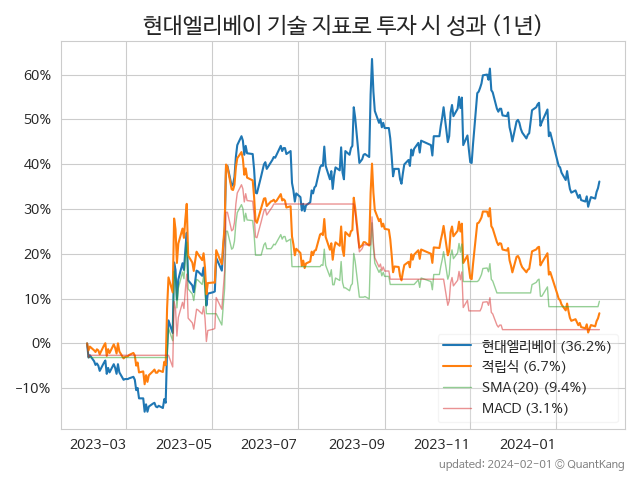 현대엘리베이 기술 지표로 투자 시 성과 (1년)
60%
50%
40%
30%
20%
10%
0%
−10%
현대엘리베이 (36.2%)
적립식 (6.7%)
SMA(20) (9.4%)
MACD (3.1%)
2023-03 2023-05 2023-07 2023-09 2023-11 2024-01
updated: 2024-02-01 © QuantKang